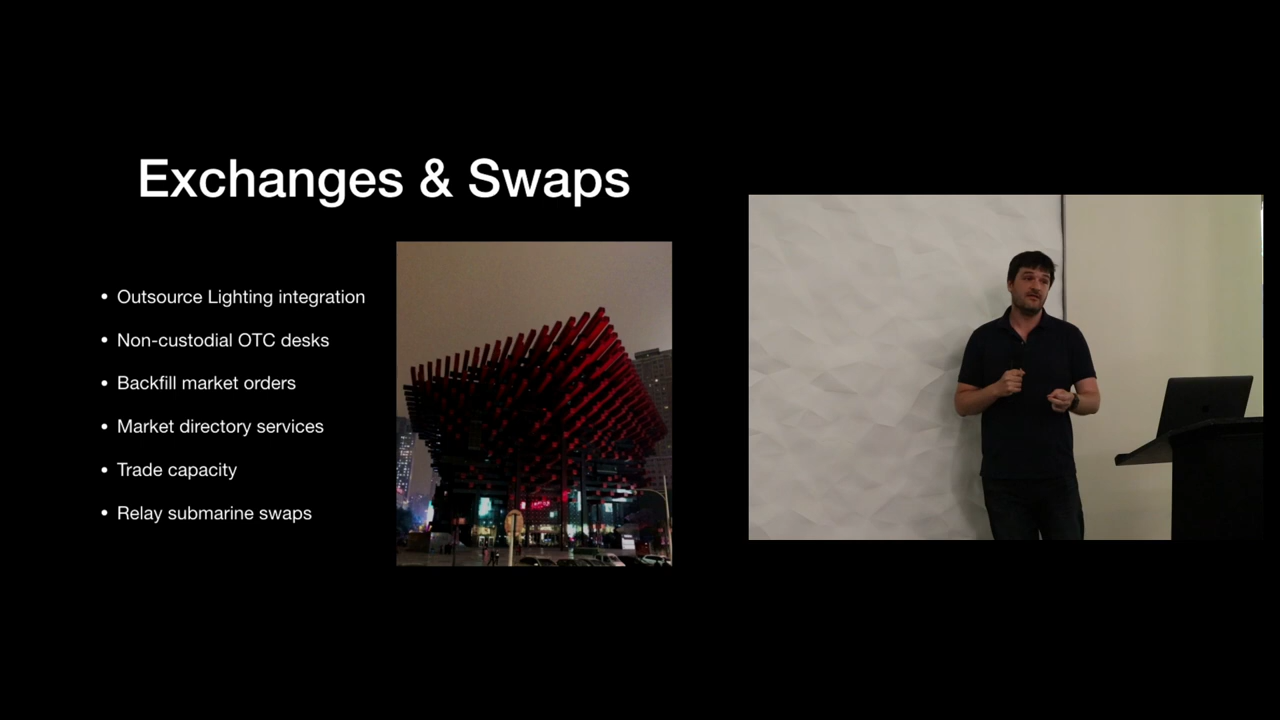 Exchanges & Swaps
• Outsource Lighting integration
• Non-custodial OTC desks
• Backfill market orders
• Market directory services
• Trade capacity
• Relay submarine swaps